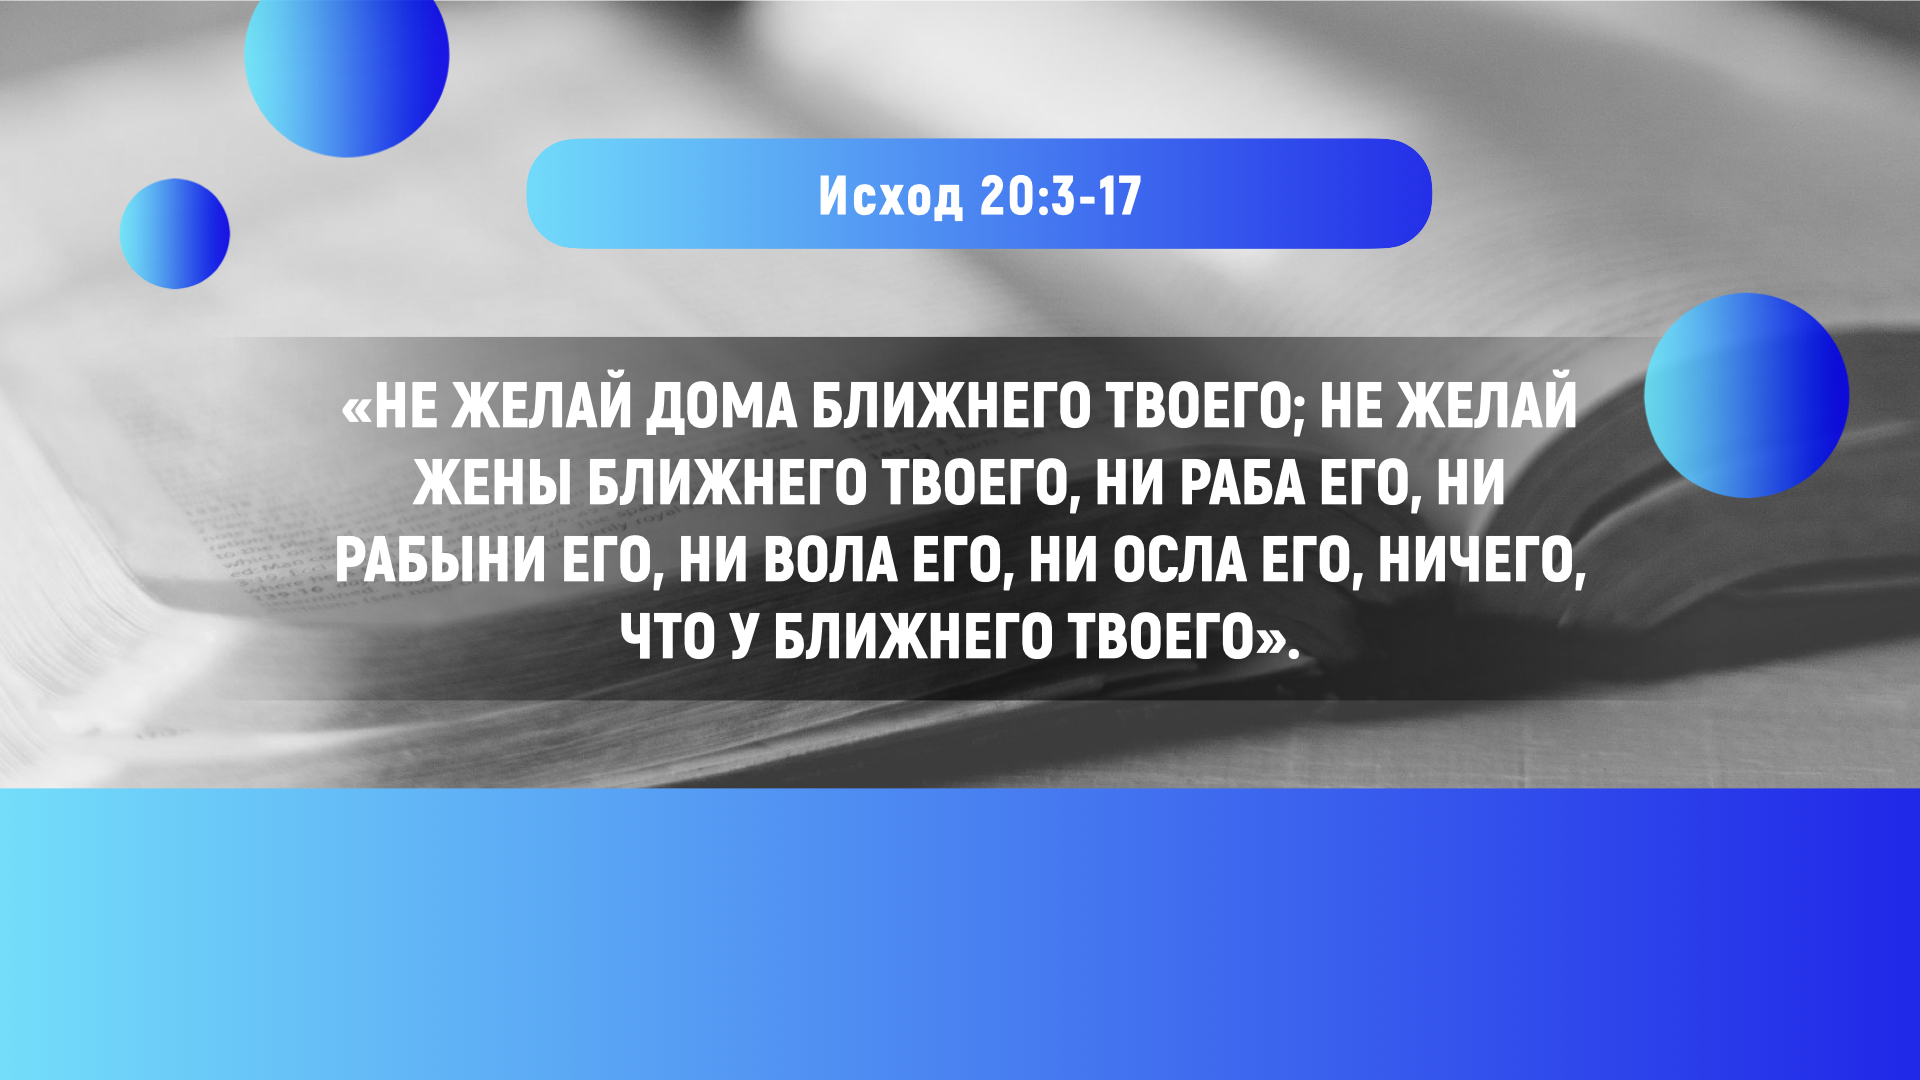 Исход 20:3-17
«НЕ ЖЕЛАЙ ДОМА БЛИЖНЕГО ТВОЕГО; НЕ ЖЕЛАЙ
ЖЕНЫ БЛИЖНЕГО ТВОЕГО, НИ РАБА ЕГО, НИ
РАБЫНИ ЕГО, НИ ВОЛА ЕГО, НИ ОСЛА ЕГО, НИЧЕГО,
ЧТО У БЛИЖНЕГО ТВОЕГО».